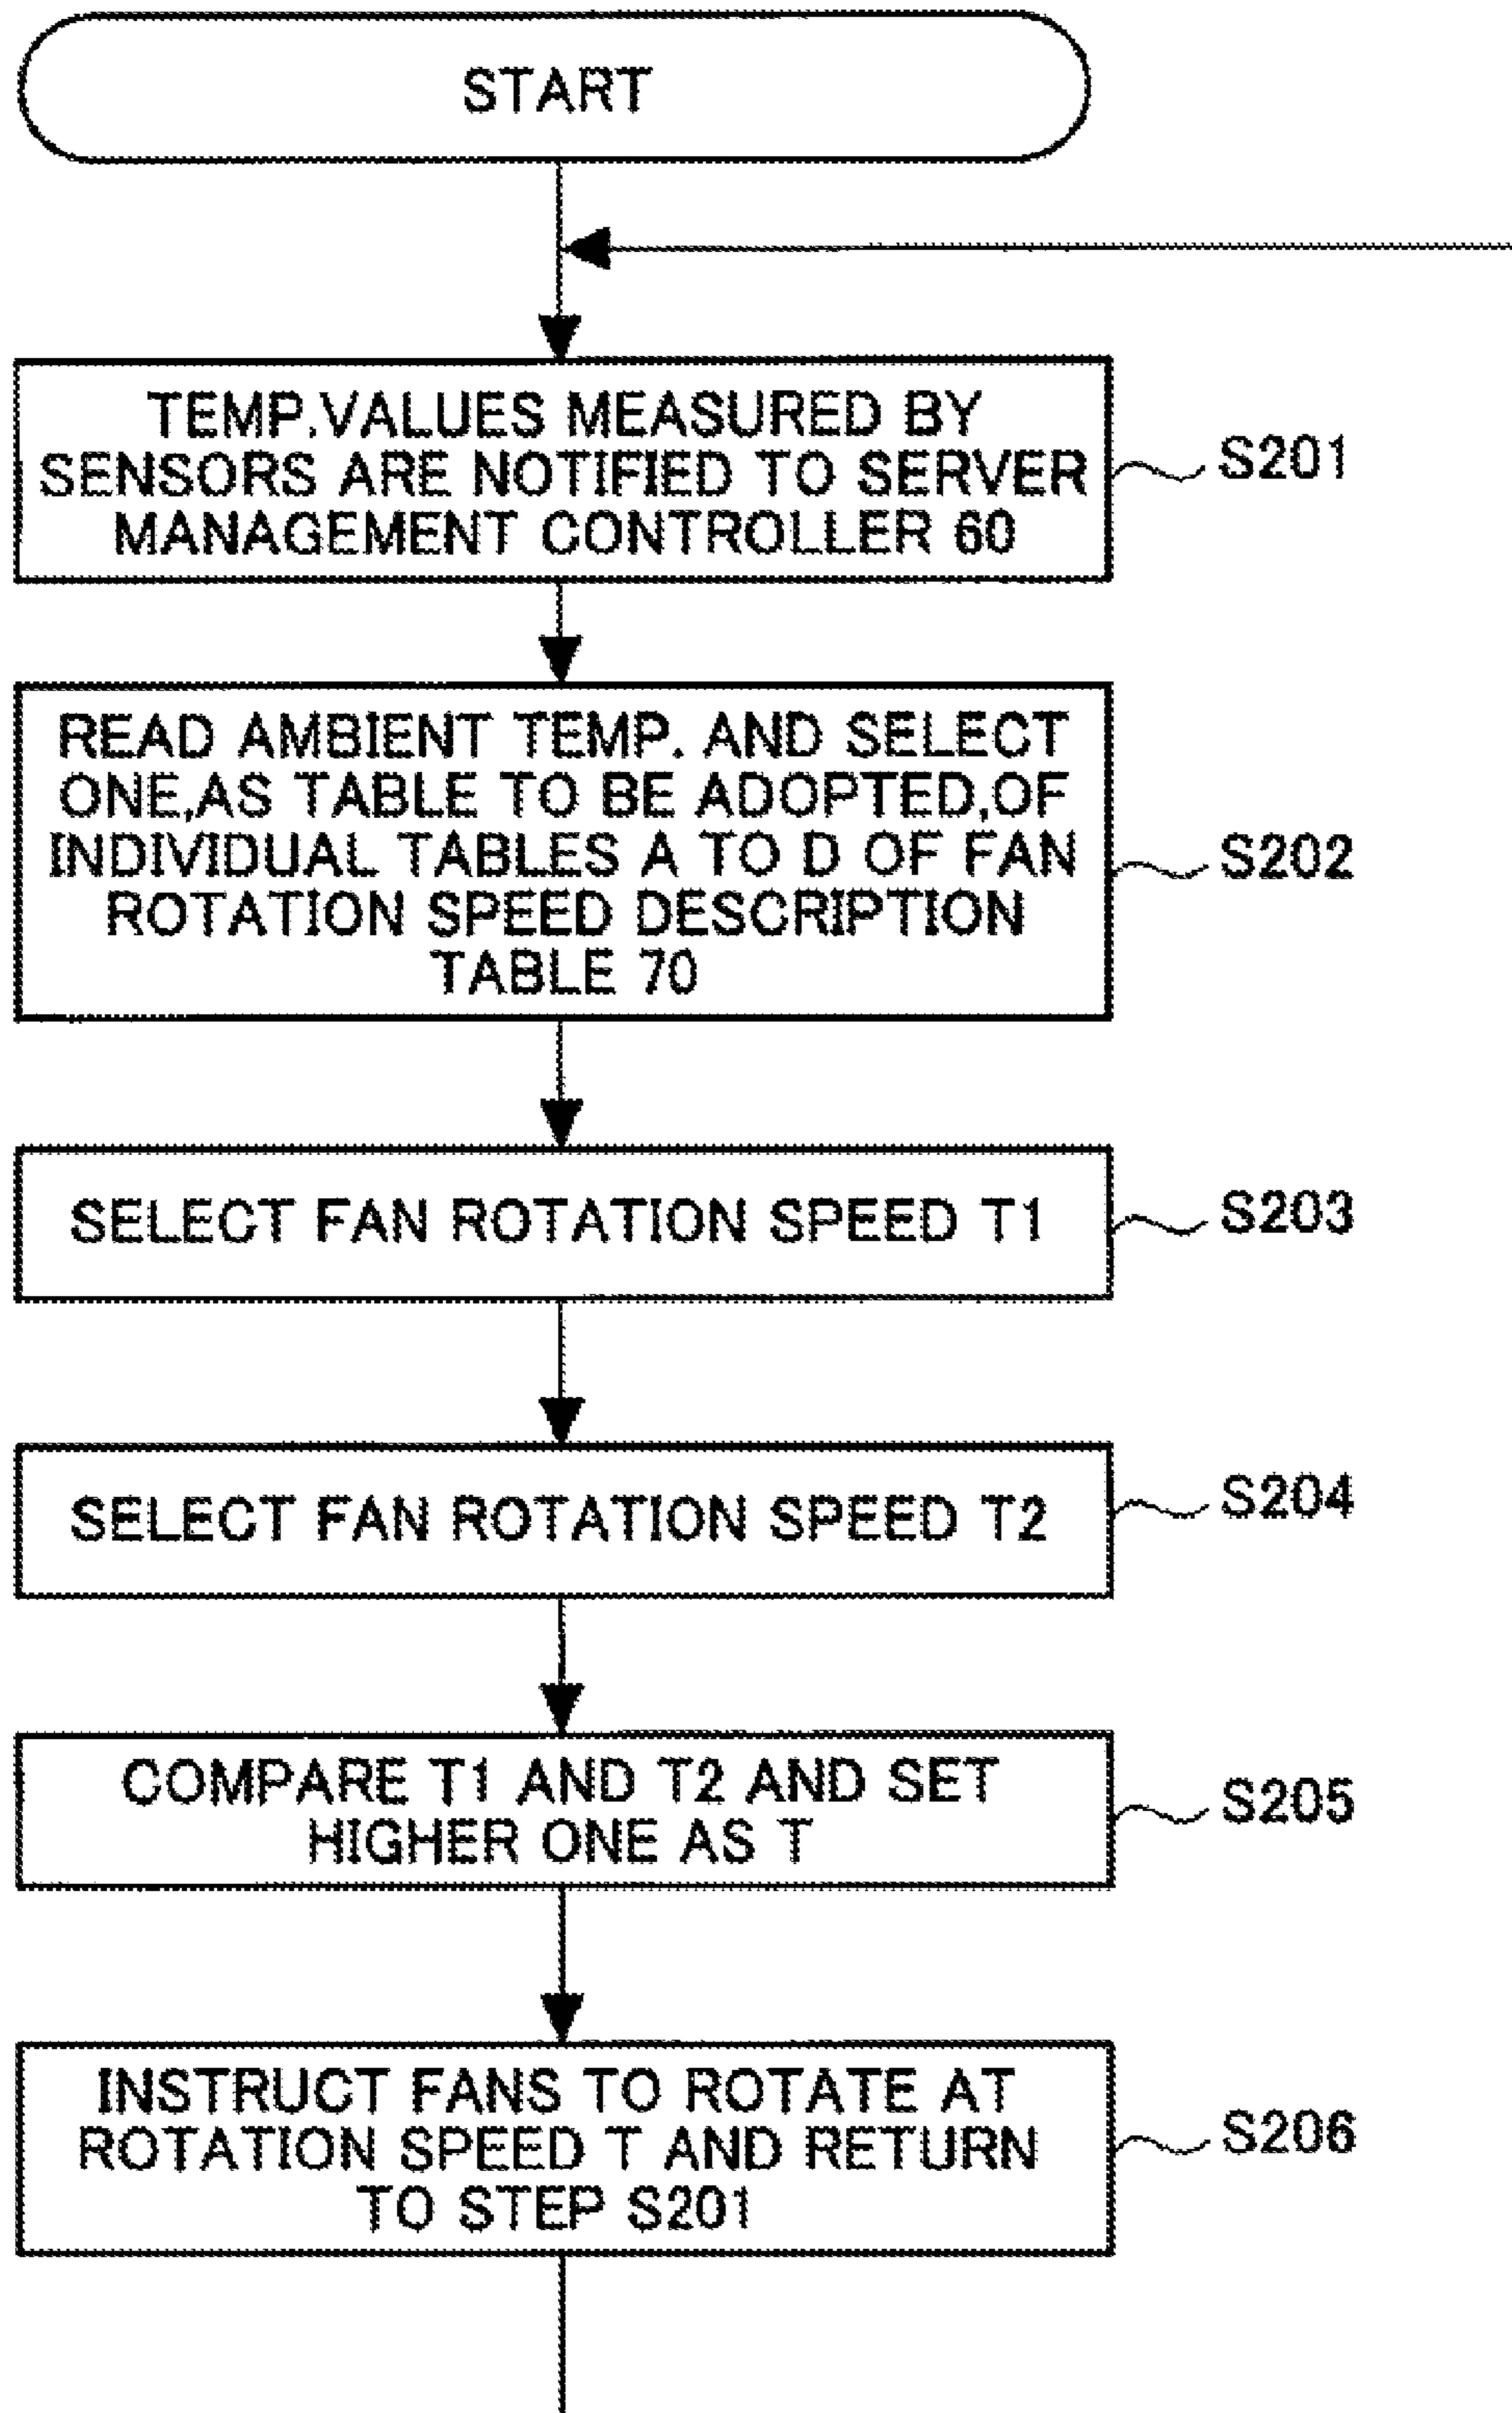 START
TEMP.VALUES MEASURED BY
SENSORS ARE NOTIFIED TO SERVER
MANAGEMENT CONTROLLER 60
S201
READ AMBIENT TEMP. AND SELECT
ONE,AS TABLE TO BE ADOPTED,OF
INDIVIDUAL TABLES A TO D OF FAN
ROTATION SPEED DESCRIPTION
TABLE 70
S202
SELECT FAN ROTATION SPEED T1
S203
SELECT FAN ROTATION SPEED T2
S204
COMPARE T1 AND T2 AND SET
HIGHER ONE AS T
S205
INSTRUCT FANS TO ROTATE AT
ROTATION SPEED T AND RETURN
TO STEP S201
S206